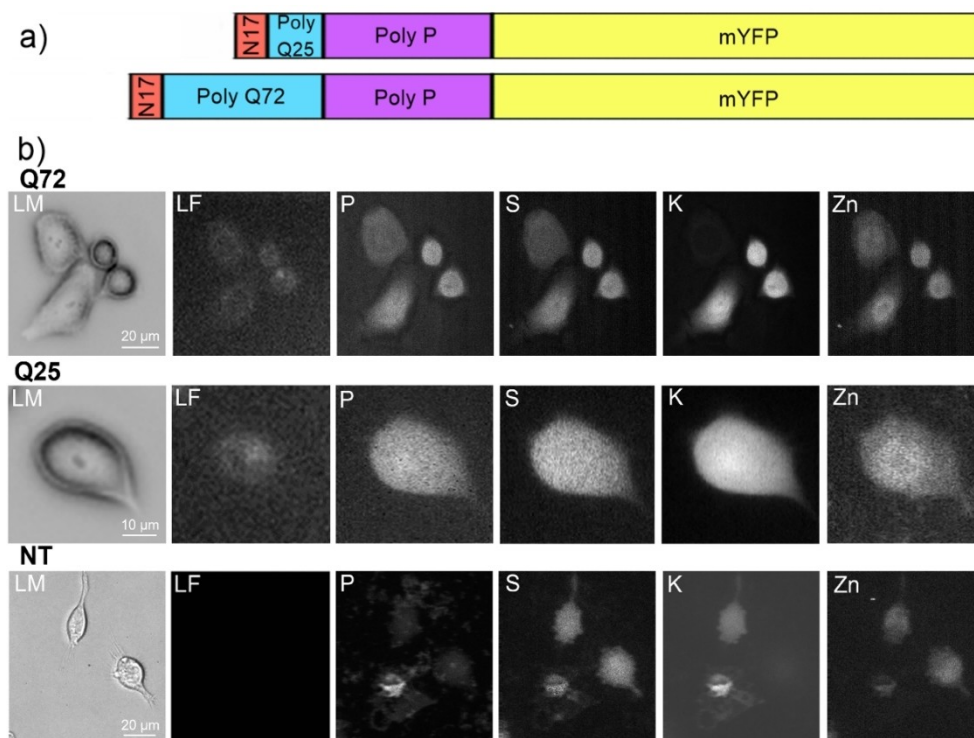 a)
N17
Poly
Q25
Poly P
mYFP
N17
Poly Q72
Poly P
mYFP
b)
Q72
LM
LF
P
S
K
Zn
20 µm
Q25
LM
LF
P
S
K
Zn
10 µm
NT
LM
LF
P
S
K
Zn
20 µm